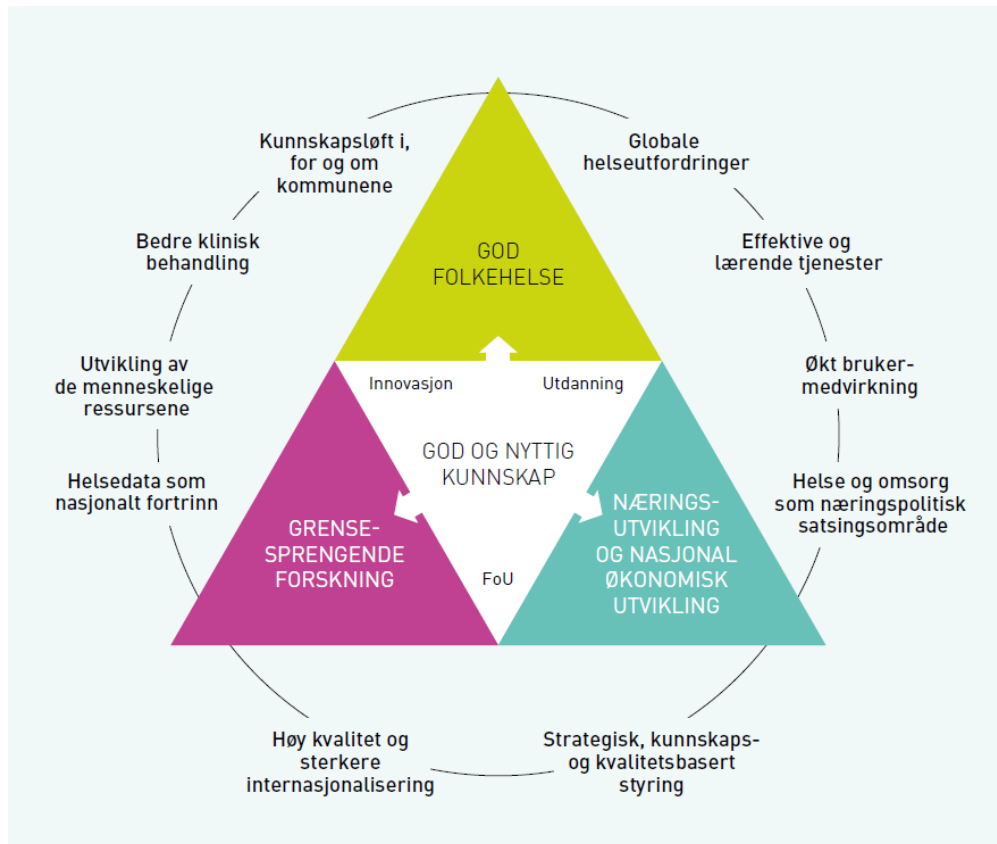 Kunnskapsløft i,
for og om
kommunene
Globale
helseutfordringer
Bedre klinisk
behandling
Effektive og
lærende tjenester
GOD
FOLKEHELSE
Utvikling av
de menneskelige
ressursene
Innovasjon
Utdanning
Økt bruker-
medvirkning
GOD OG NYTTIG
KUNNSKAP
Helsedata som
nasjonalt fortrinn
Helse og omsorg
som næringspolitisk
satsingsområde
GRENSE-
SPRENGENDE
FORSKNING
NÆRINGS-
UTVIKLING
OG NASJONAL
ØKONOMISK
UTVIKLING
FoU
Høy kvalitet og
sterkere
internasjonalisering
Strategisk, kunnskaps-
og kvalitetsbasert
styring